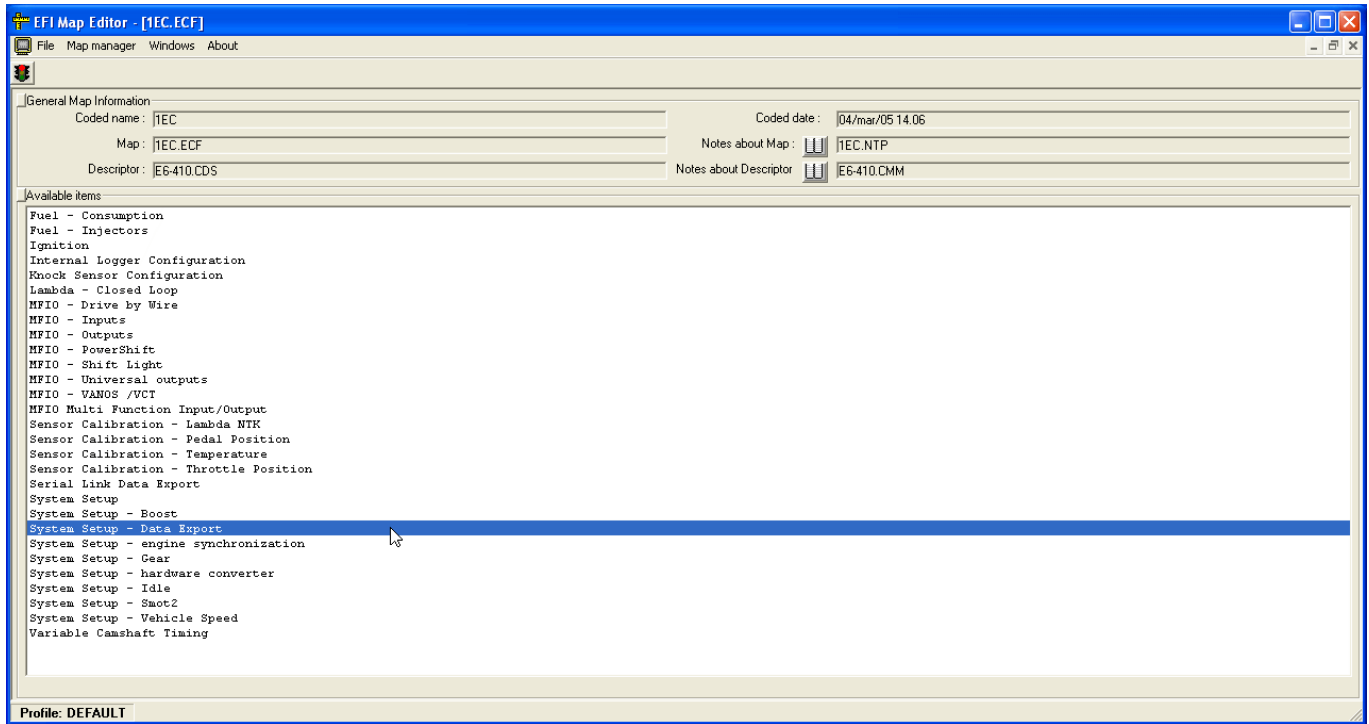 EFI Map Editor - [1EC.ECF]
File Map manager Windows About
General Map Information
Coded name : 1EC Coded date : 04/mar/05 14.06
Map : 1EC.ECF Notes about Map : 1EC.NTP
Descriptor : E6-410.CDS Notes about Descriptor E6-410.CMM
Available items
Fuel - Consumption
Fuel - Injectors
Ignition
Internal Logger Configuration
Knock Sensor Configuration
Lambda - Closed Loop
MFIO - Drive by Wire
MFIO - Inputs
MFIO - Outputs
MFIO - PowerShift
MFIO - Shift Light
MFIO - Universal outputs
MFIO - VANOS /VCT
MFIO Multi Function Input/Output
Sensor Calibration - Lambda NTK
Sensor Calibration - Pedal Position
Sensor Calibration - Temperature
Sensor Calibration - Throttle Position
Serial Link Data Export
System Setup
System Setup - Boost
System Setup - Data Export
System Setup - engine synchronization
System Setup - Gear
System Setup - hardware converter
System Setup - Idle
System Setup - Smot2
System Setup - Vehicle Speed
Variable Camshaft Timing
Profile: DEFAULT